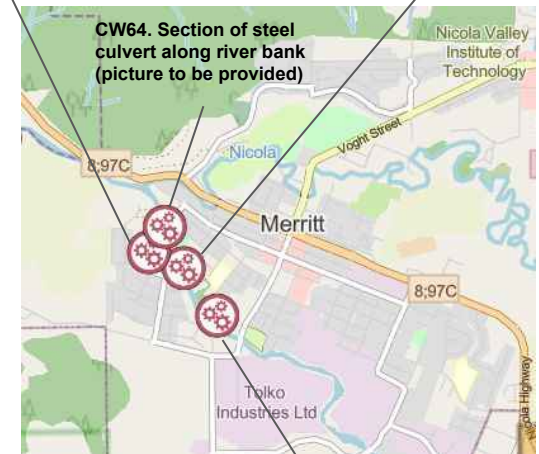 CW64. Section of steel
culvert along river bank
(picture to be provided)
Nicola Valley
Institute of
Technology
Voght Street
Nicola
8;97C
Merritt
8;97C
Tolko
Industries Ltd
Highway